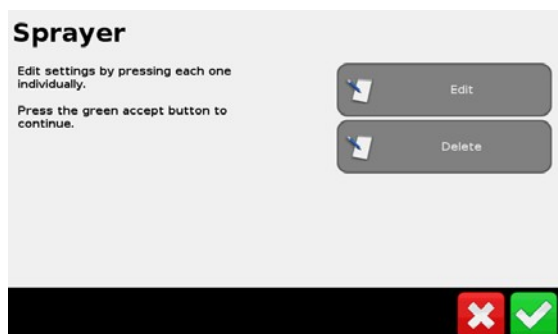 Sprayer
Edit settings by pressing each one
individually.
Press the green accept button to
continue.
Edit
Delete